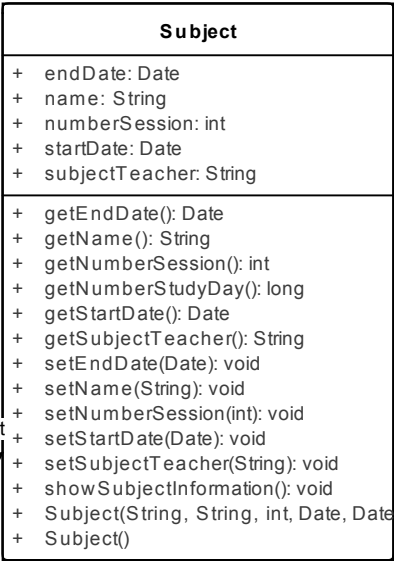 Subject
+ endDate: Date
+ name: String
+ numberSession: int
+ startDate: Date
+ subjectTeacher: String
+ getEndDate(): Date
+ getName(): String
+ getNumberSession(): int
+ getNumberStudyDay(): long
+ getStartDate(): Date
+ getSubjectTeacher(): String
+ setEndDate(Date): void
+ setName(String): void
+ setNumberSession(int): void
t
+ setStartDate(Date): void
+ setSubjectTeacher(String): void
+ showSubjectInformation(): void
+ Subject(String, String, int, Date, Date
+ Subject()